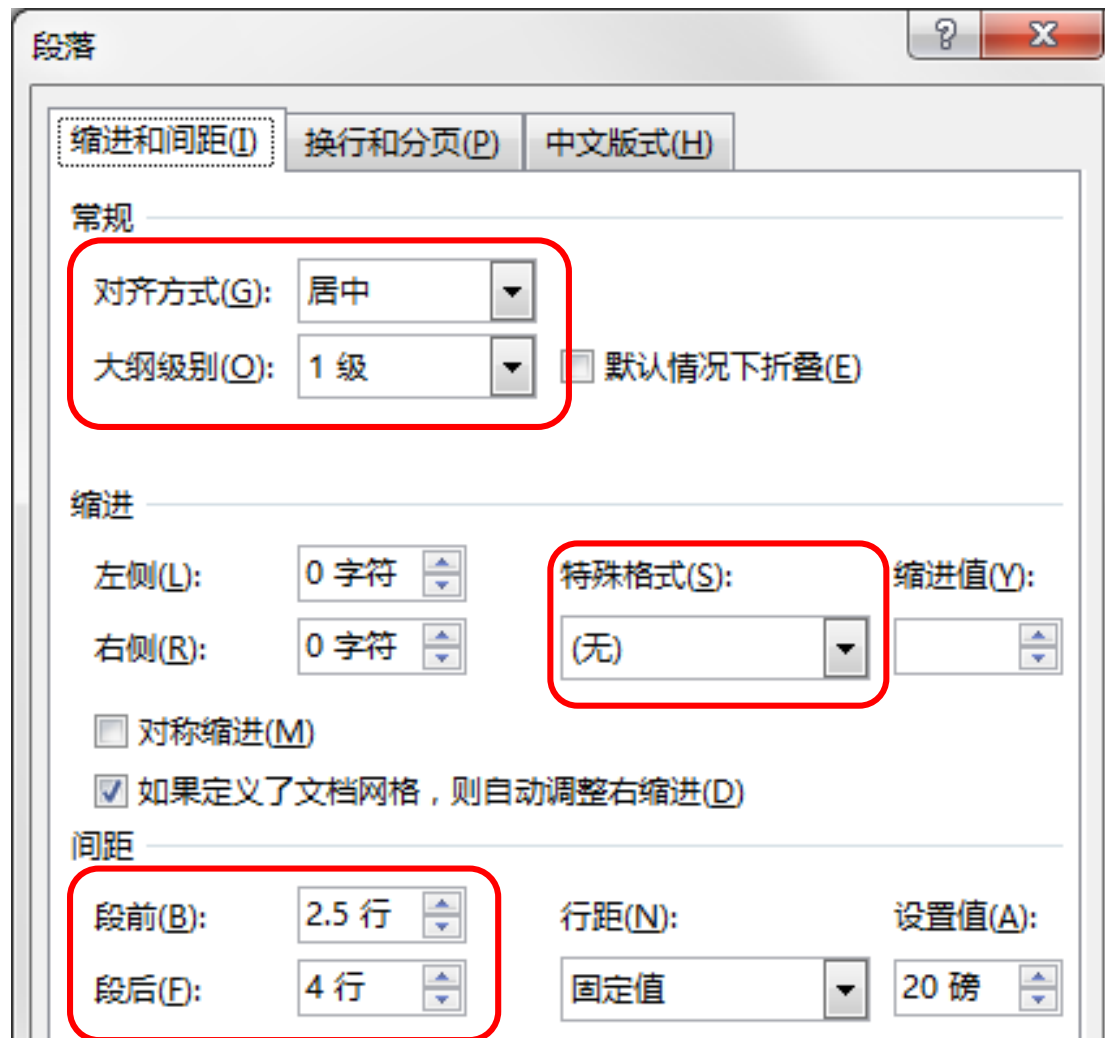 段落
缩进和间距(I) 换行和分页(P) 中文版式(H)
常规
对齐方式(G): 居中
大纲级别(O): 1 级 默认情况下折叠(E)
缩进
左侧(L): 0 字符 特殊格式(S): 缩进值(Y):
右侧(R): 0 字符 (无)
对称缩进(M)
如果定义了文档网格，则自动调整右缩进(D)
间距
段前(B): 2.5 行 行距(N): 设置值(A):
段后(F): 4 行 固定值 20 磅